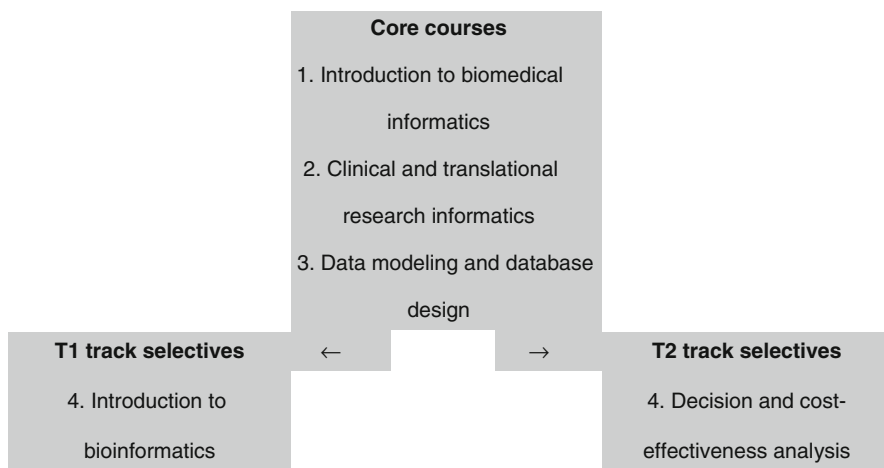 Core courses
1. Introduction to biomedical
informatics
2. Clinical and translational
research informatics
3. Data modeling and database
design
T1 track selectives ← → T2 track selectives
4. Introduction to
bioinformatics
4. Decision and cost-
effectiveness analysis